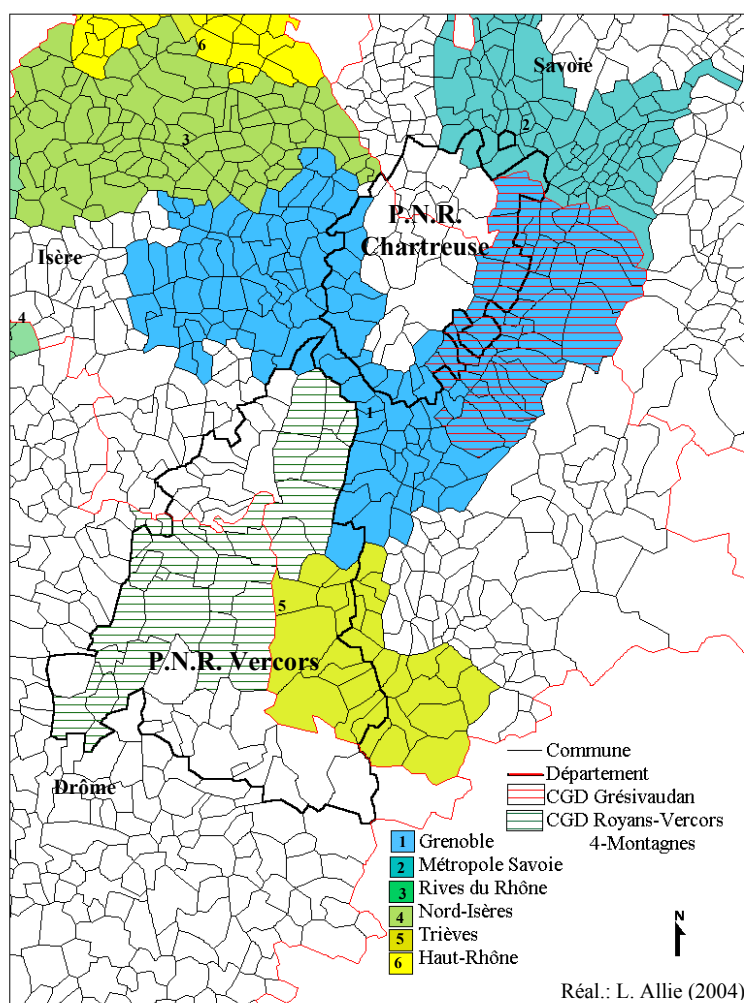 6
Savoie
2
3
P.N.R.
Chartreuse
Isère
4
1
5
P.N.R. Vercors
Drôme
Commune
Département
CGD Grésivaudan
CGD Royans-Vercors
4-Montagnes
1 Grenoble
2 Métropole Savoie
3 Rives du Rhône
4 Nord-Isères
5 Trièves
6 Haut-Rhône
N
Réal.: L. Allie (2004)